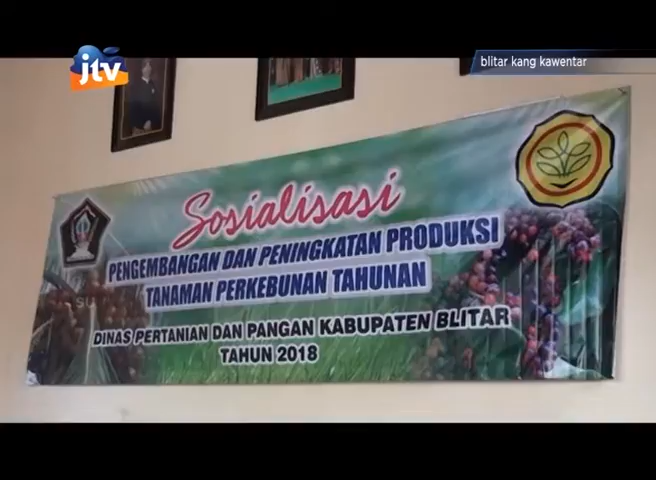 jtv
blitar kang kawentar
Sosialisasi
PENGEMBANGAN DAN PENINGKATAN PRODUKSI
TANAMAN PERKEBUNAN TAHUNAN
DINAS PERTANIAN DAN PANGAN KABUPATEN BLITAR
TAHUN 2018